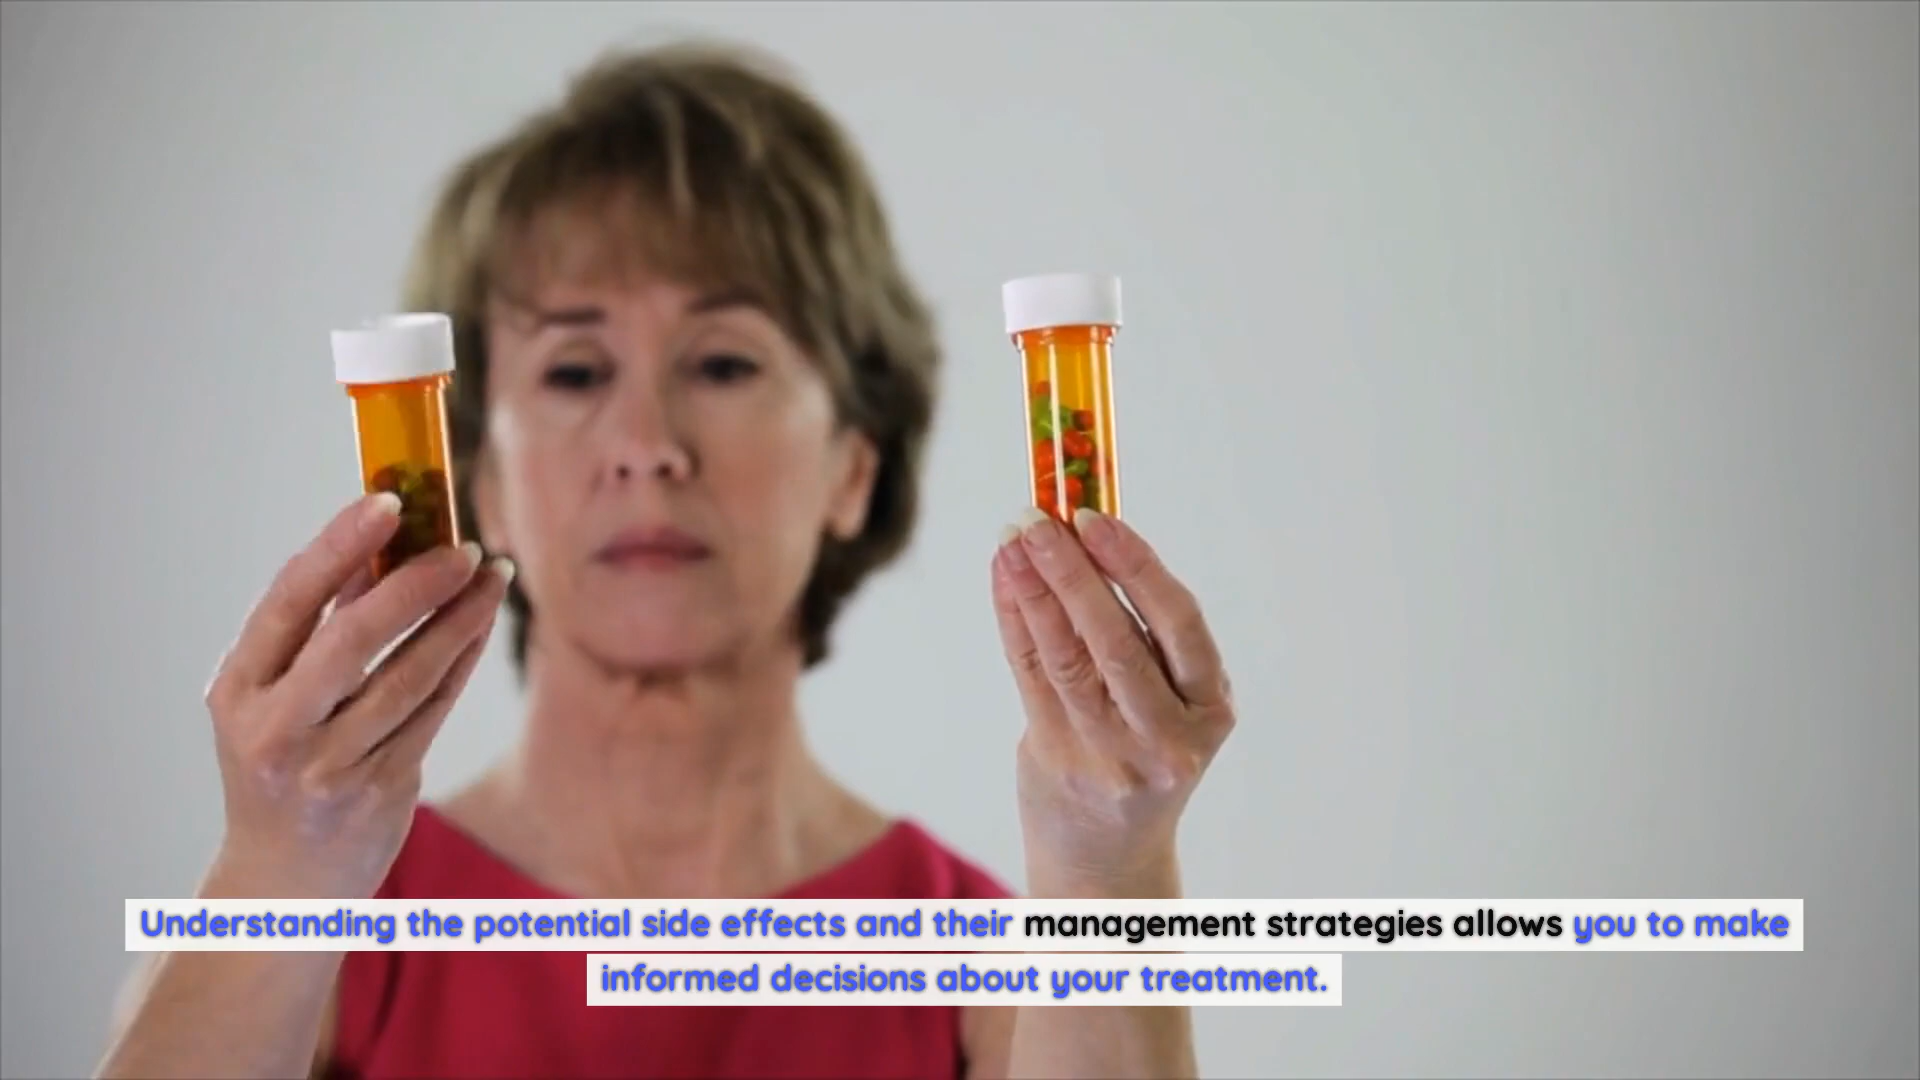 Understanding the potential side effects and their management strategies allows you to make
informed decisions about your treatment.